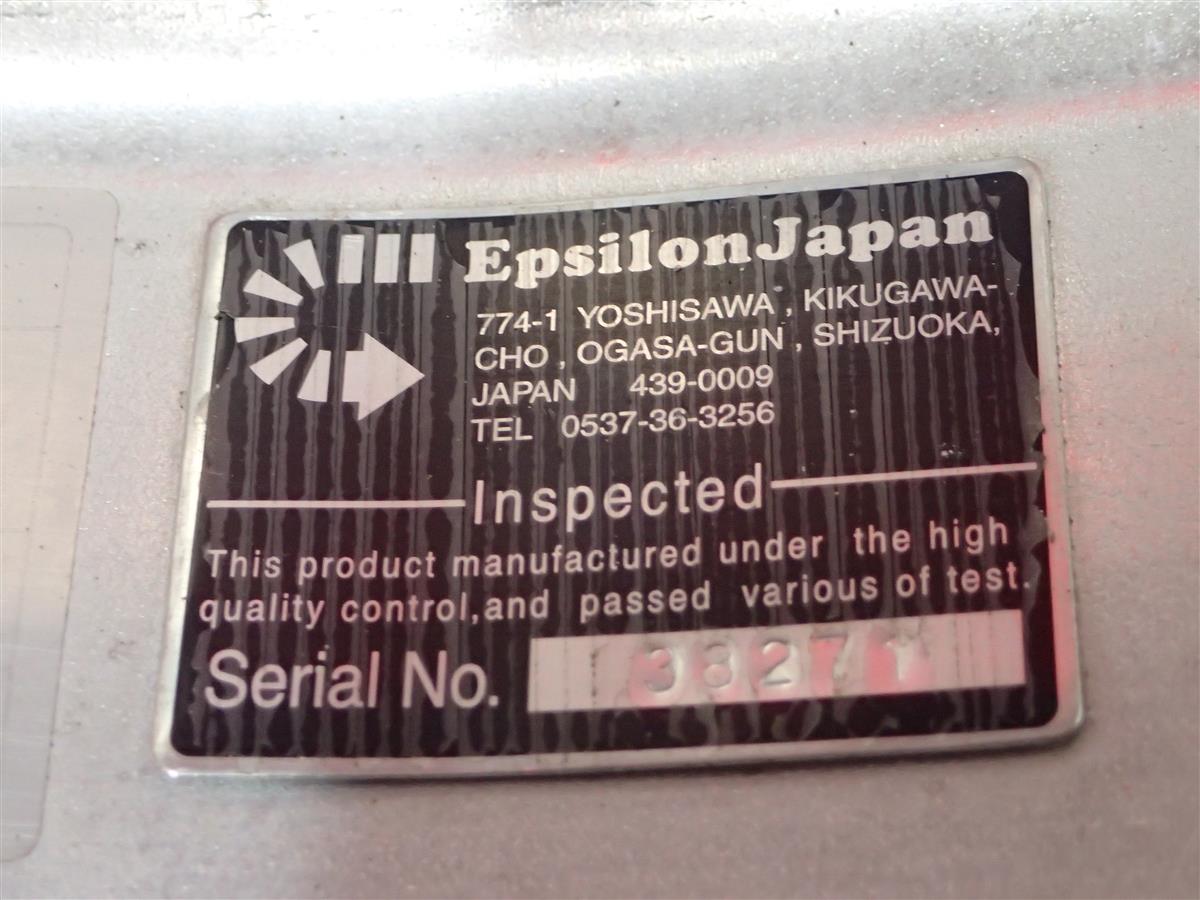 EpsilonJapan
774-1 YOSHISAWA , KIKUGAWA-
CHO , OGASA-GUN , SHIZUOKA,
JAPAN 439-0009
TEL 0537-36-3256
Inspected
This product manufactured under the high
quality control,and passed various of test.
Serial No.